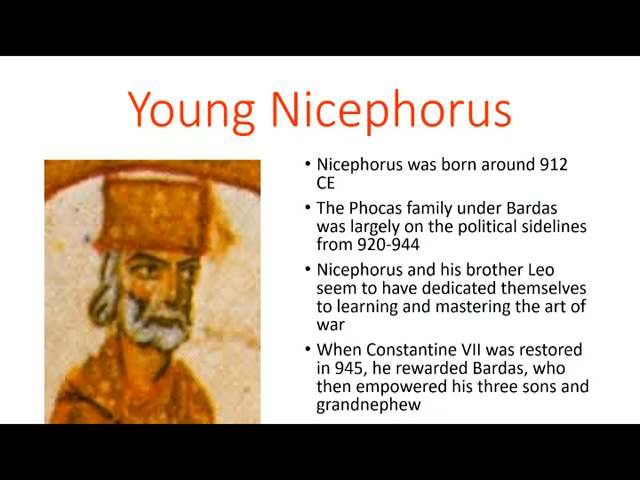 Young Nicephorus
• Nicephorus was born around 912
CE
• The Phocas family under Bardas
was largely on the political sidelines
from 920-944
• Nicephorus and his brother Leo
seem to have dedicated themselves
to learning and mastering the art of
war
• When Constantine VII was restored
in 945, he rewarded Bardas, who
then empowered his three sons and
grandnephew